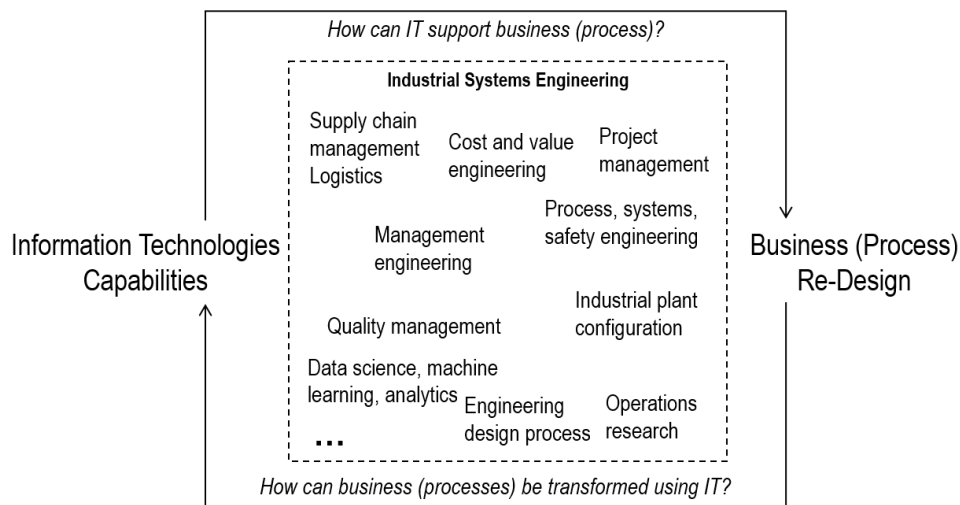 How can IT support business (process)?
Industrial Systems Engineering
Supply chain
management
Logistics
Cost and value
engineering
Project
management
Process, systems,
safety engineering
Information Technologies
Capabilities
Management
engineering
Business (Process)
Re-Design
Industrial plant
configuration
Quality management
Data science, machine
learning, analytics
Engineering
design process
Operations
research
...
How can business (processes) be transformed using IT?